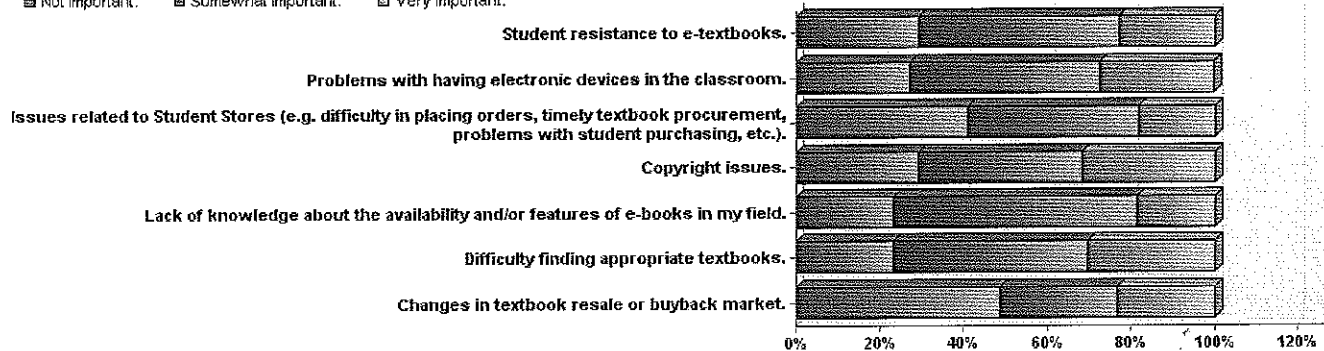 Not important. Somewhat important. Very important.
Student resistance to e-textbooks.
Problems with having electronic devices in the classroom.
Issues related to Student Stores (e.g. difficulty in placing orders, timely textbook procurement,
problems with student purchasing, etc.).
Copyright issues.
Lack of knowledge about the availability and/or features of e-books in my field.
Difficulty finding appropriate textbooks.
Changes in textbook resale or buyback market.
0% 20% 40% 60% 80% 100% 120%